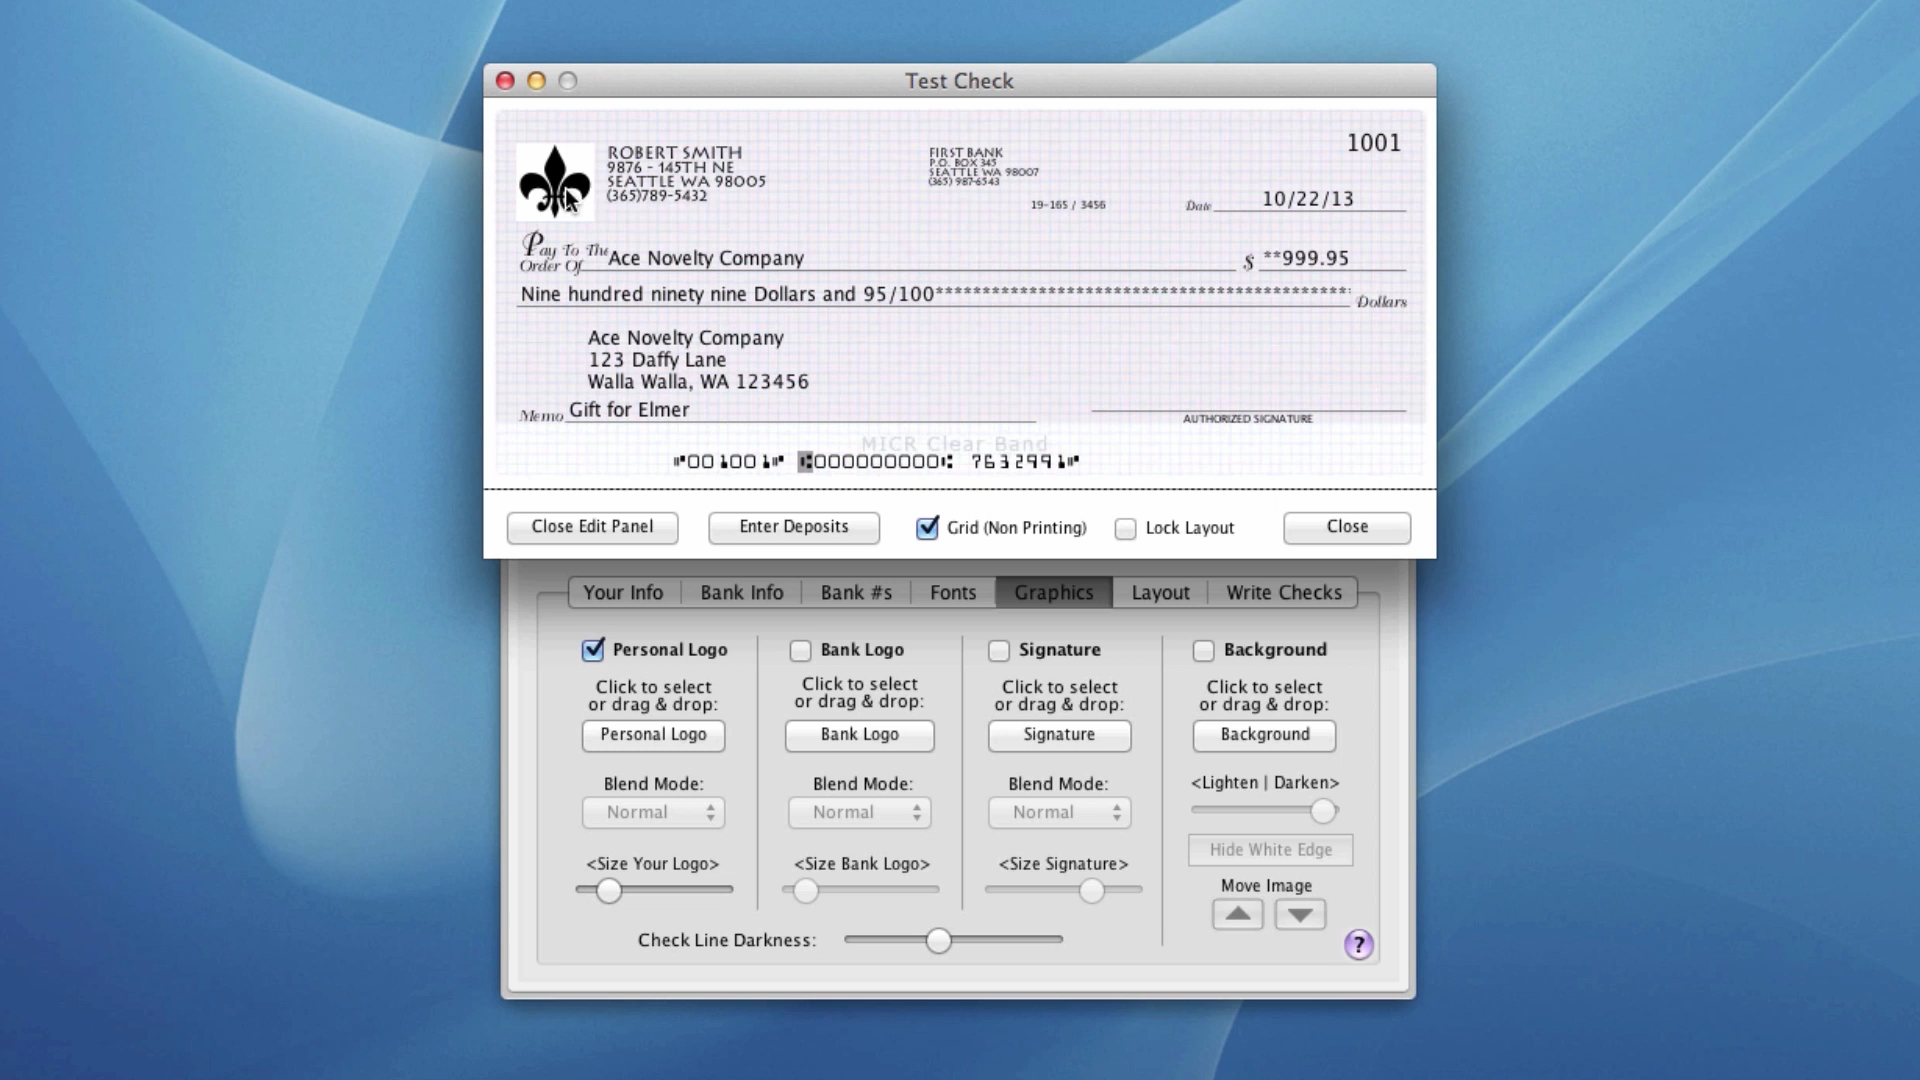 Test Check
1001
ROBERT SMITH
9876 - 145TH NE
SEATTLE WA 98005
(365)789-5432
FIRST BANK
P.O. BOX 345
SEATTLE WA 98007
(365) 987-6543
19-165 / 3456
Date 10/22/13
Pay To The
Order Of Ace Novelty Company $ **999.95
Nine hundred ninety nine Dollars and 95/100******************************************** Dollars
Ace Novelty Company
123 Daffy Lane
Walla Walla, WA 123456
Memo Gift for Elmer
AUTHORIZED SIGNATURE
MICR Clear Band
⑈001001⑈ ⑆000000000⑆ 7632991⑈
Close Edit Panel Enter Deposits Grid (Non Printing) Lock Layout Close
Your Info Bank Info Bank #s Fonts Graphics Layout Write Checks
Personal Logo Bank Logo Signature Background
Click to select Click to select Click to select Click to select
or drag & drop: or drag & drop: or drag & drop: or drag & drop:
Personal Logo Bank Logo Signature Background
Blend Mode: Blend Mode: Blend Mode: <Lighten | Darken>
Normal Normal Normal
Hide White Edge
<Size Your Logo> <Size Bank Logo> <Size Signature>
Move Image
Check Line Darkness:
?